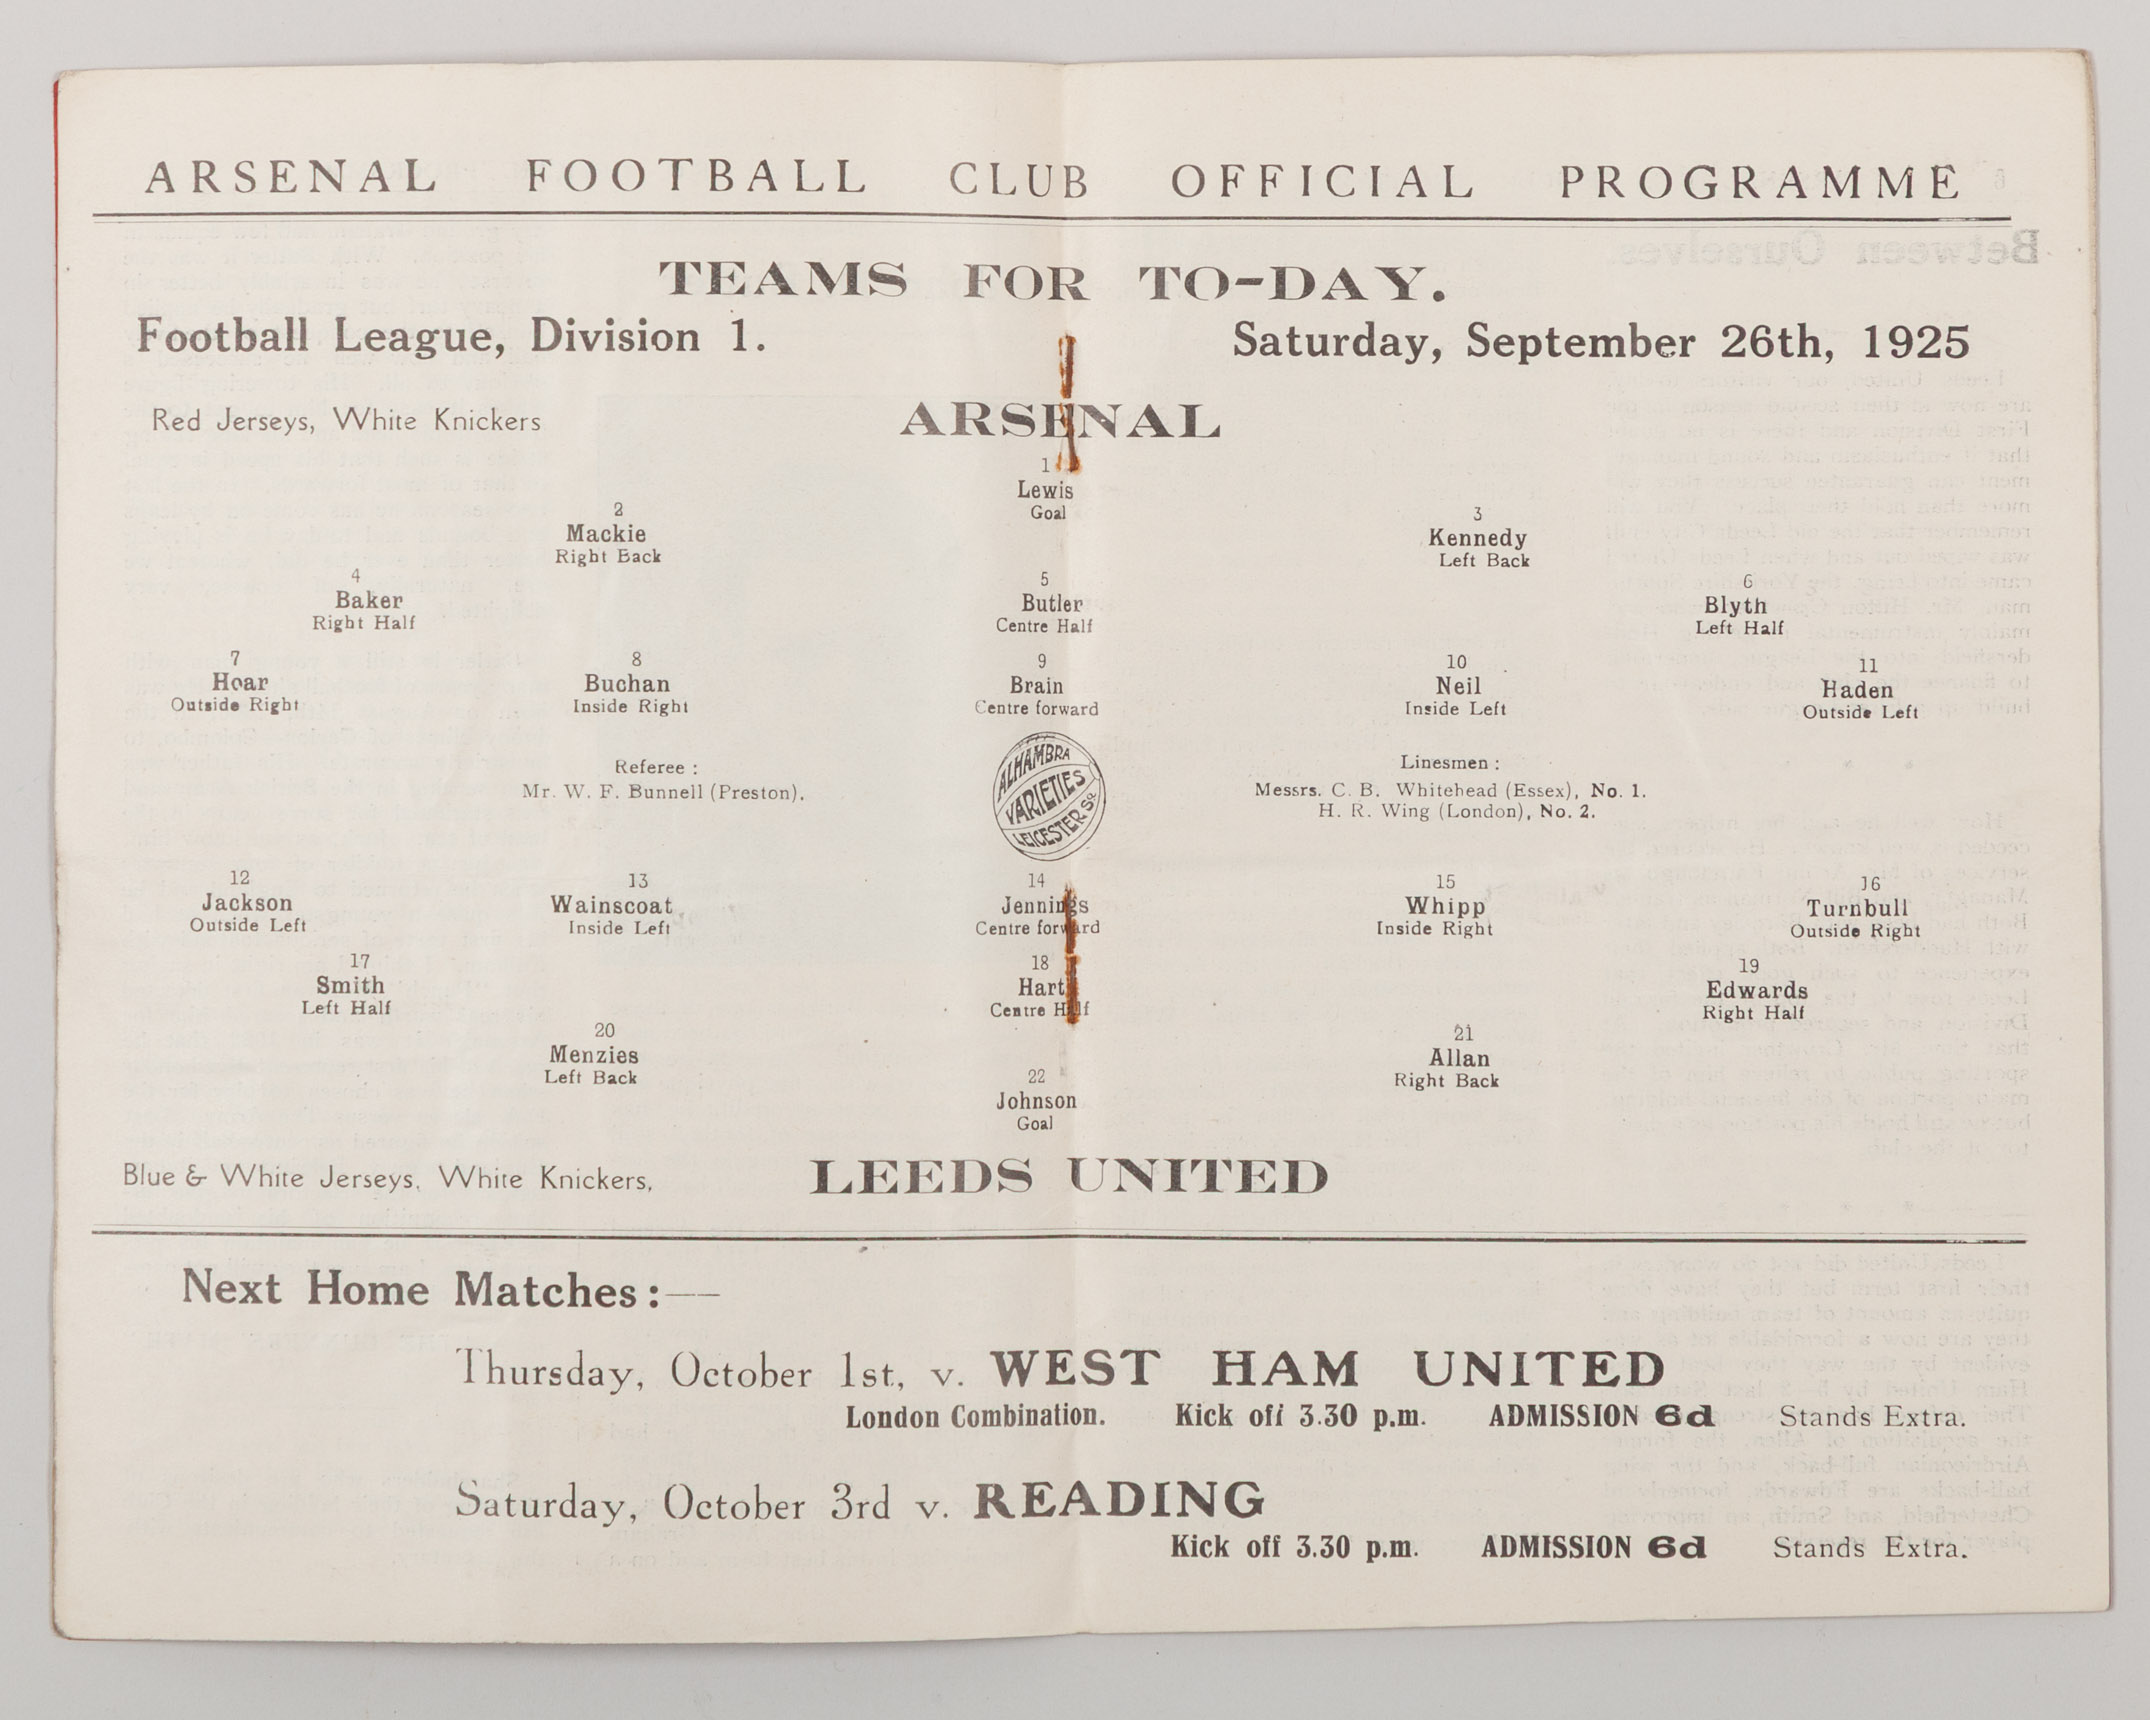 ARSENAL FOOTBALL CLUB OFFICIAL PROGRAMME
TEAMS FOR TO-DAY.
Football League, Division 1. Saturday, September 26th, 1925
Red Jerseys, White Knickers ARSENAL
1
Lewis
Goal
2 3
Mackie Kennedy
Right Back Left Back
4 5 6
Baker Butler Blyth
Right Half Centre Half Left Half
7 8 9 10 11
Hoar Buchan Brain Neil Haden
Outside Right Inside Right Centre forward Inside Left Outside Left
Referee : Linesmen :
Mr. W. F. Bunnell (Preston). Messrs. C. B. Whitehead (Essex), No. 1.
H. R. Wing (London), No. 2.
ALHAMBRA
VARIETIES
LEICESTER SQ.
12 13 14 15 16
Jackson Wainscoat Jennings Whipp Turnbull
Outside Left Inside Left Centre forward Inside Right Outside Right
17 18 19
Smith Hart Edwards
Left Half Centre Half Right Half
20 21
Menzies Allan
Left Back Right Back
22
Johnson
Goal
Blue & White Jerseys, White Knickers, LEEDS UNITED
Next Home Matches:—
Thursday, October 1st, v. WEST HAM UNITED
London Combination. Kick off 3.30 p.m. ADMISSION 6d Stands Extra.
Saturday, October 3rd v. READING
Kick off 3.30 p.m. ADMISSION 6d Stands Extra.